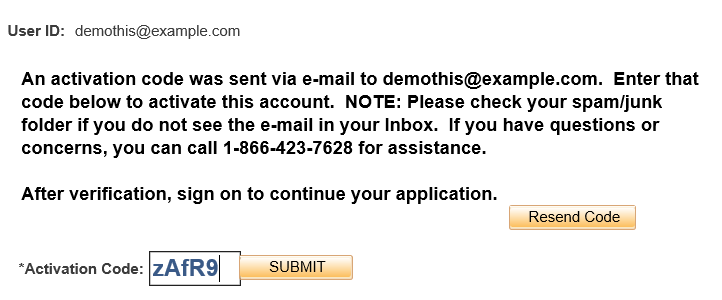 User ID: demothis@example.com
An activation code was sent via e-mail to demothis@example.com. Enter that
code below to activate this account. NOTE: Please check your spam/junk
folder if you do not see the e-mail in your Inbox. If you have questions or
concerns, you can call 1-866-423-7628 for assistance.
After verification, sign on to continue your application.
Resend Code
*Activation Code: zAfR9 SUBMIT